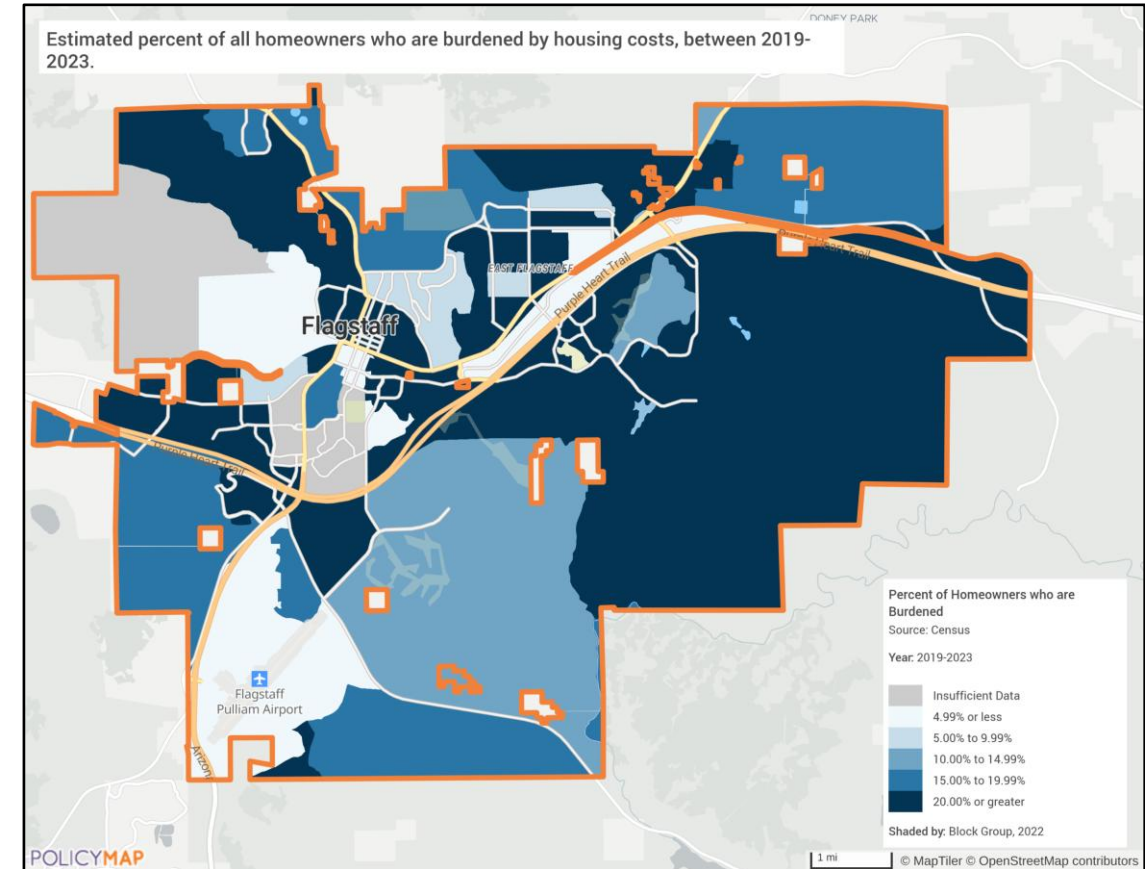 DONEY PARK
Estimated percent of all homeowners who are burdened by housing costs, between 2019-
2023.
Purple Heart Trail
EAST FLAGSTAFF
Purple Heart Trail
Flagstaff
Purple Heart Trail
Flagstaff
Pulliam Airport
Arizona
Percent of Homeowners who are
Burdened
Source: Census
Year: 2019-2023
Insufficient Data
4.99% or less
5.00% to 9.99%
10.00% to 14.99%
15.00% to 19.99%
20.00% or greater
Shaded by: Block Group, 2022
POLICYMAP
1 mi
© MapTiler © OpenStreetMap contributors